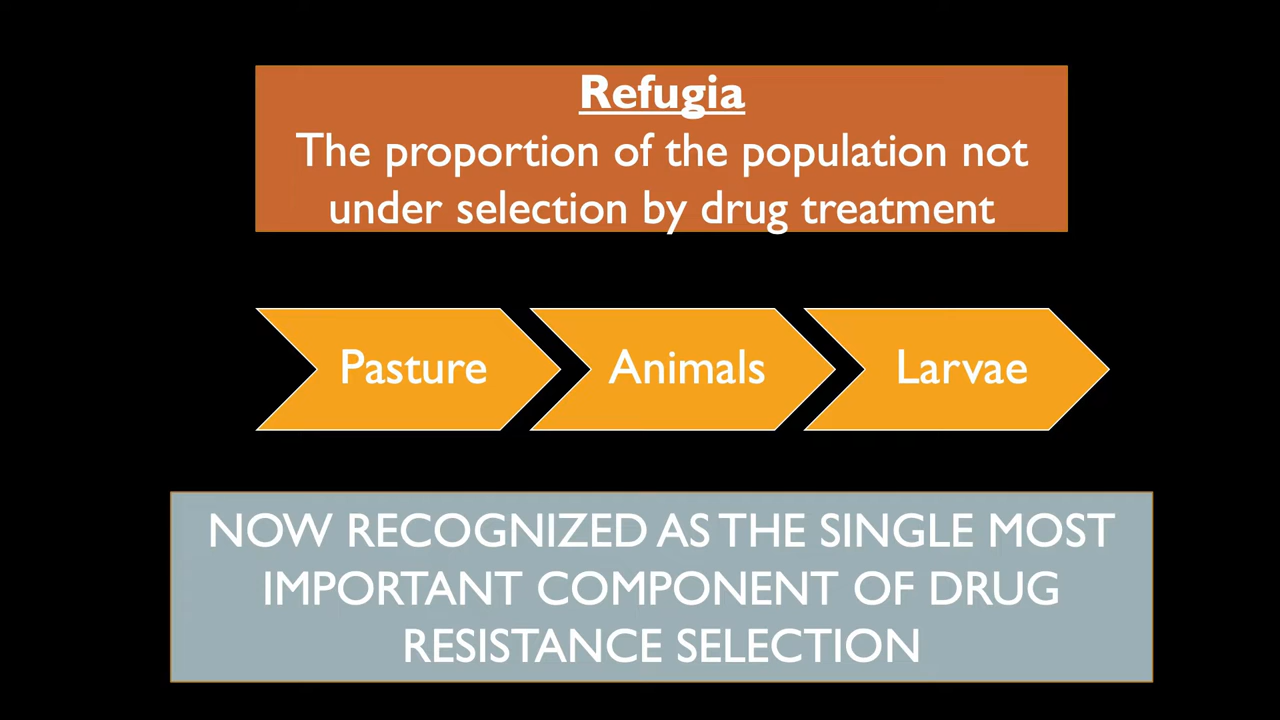 Refugia
The proportion of the population not
under selection by drug treatment
Pasture
Animals
Larvae
NOW RECOGNIZED AS THE SINGLE MOST
IMPORTANT COMPONENT OF DRUG
RESISTANCE SELECTION